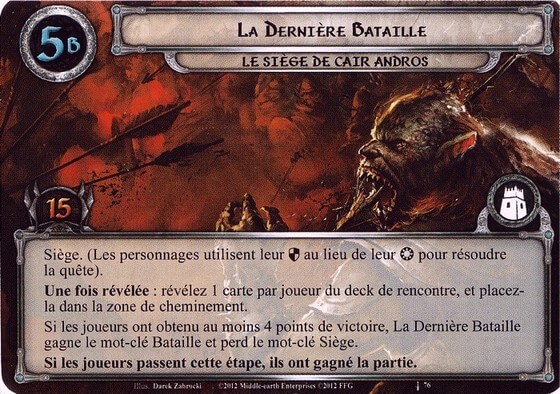 5B
La Dernière Bataille
Le Siège de Cair Andros
15
Siège. (Les personnages utilisent leur au lieu de leur pour résoudre
la quête).
Une fois révélée : révélez 1 carte par joueur du deck de rencontre, et placez-
la dans la zone de cheminement.
Si les joueurs ont obtenu au moins 4 points de victoire, La Dernière Bataille
gagne le mot-clé Bataille et perd le mot-clé Siège.
Si les joueurs passent cette étape, ils ont gagné la partie.
Illus. Darek Zabrocki ©2012 Middle-earth Enterprises ©2012 FFG 76